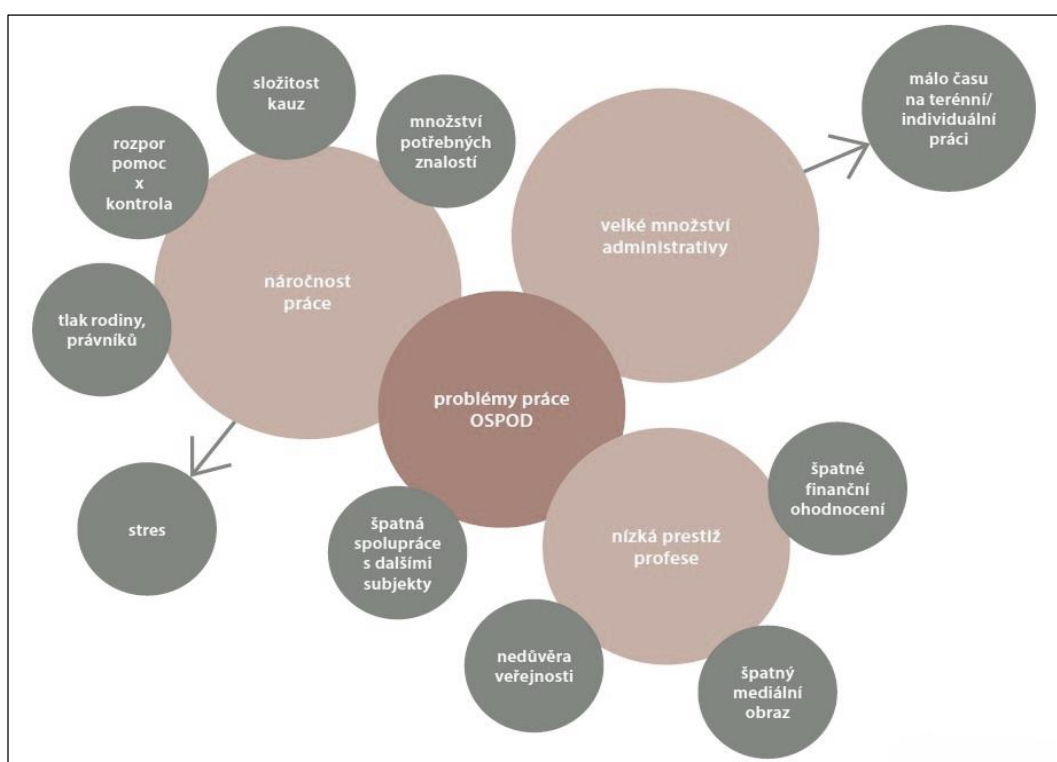 složitost
kauz
množství
potřebných
znalostí
rozpor
pomoc
x
kontrola
náročnost
práce
tlak rodiny,
právníků
stres
velké množství
administrativy
málo času
na terénní/
individuální
práci
problémy práce
OSPOD
špatná
spolupráce
s dalšími
subjekty
nízká prestiž
profese
špatné
finanční
ohodnocení
nedůvěra
veřejnosti
špatný
mediální
obraz